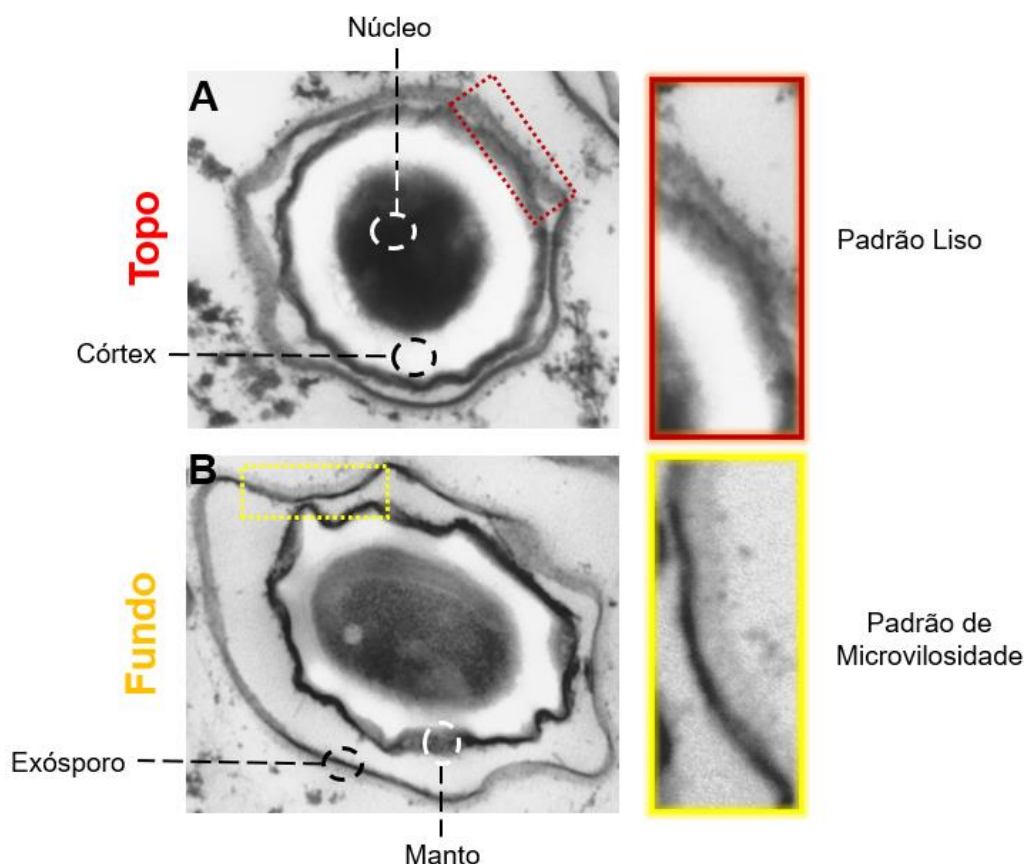 Núcleo
A
Topo
Padrão Liso
Córtex
B
Fundo
Padrão de
Microvilosidade
Exósporo
Manto